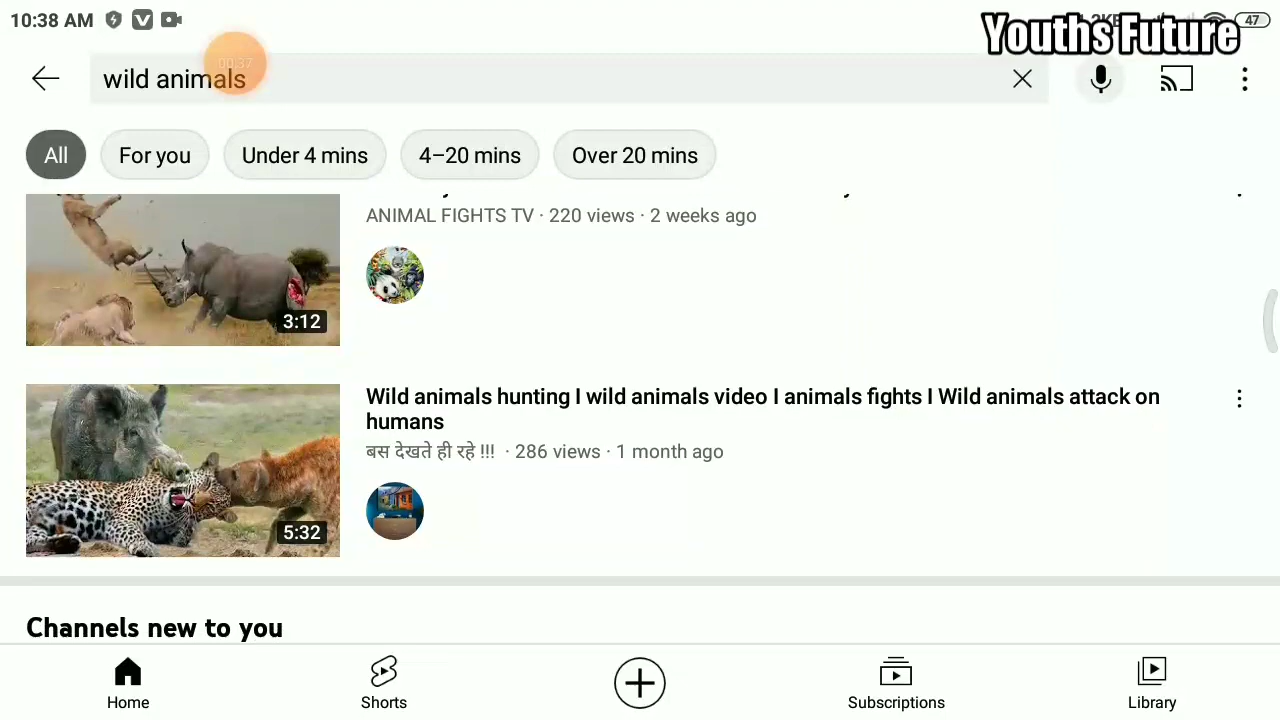 10:38 AM
47
Youths Future
00:37
wild animals
All
For you
Under 4 mins
4–20 mins
Over 20 mins
ANIMAL FIGHTS TV · 220 views · 2 weeks ago
3:12
Wild animals hunting I wild animals video I animals fights I Wild animals attack on
humans
बस देखते ही रहे !!! · 286 views · 1 month ago
5:32
Channels new to you
Home
Shorts
Subscriptions
Library